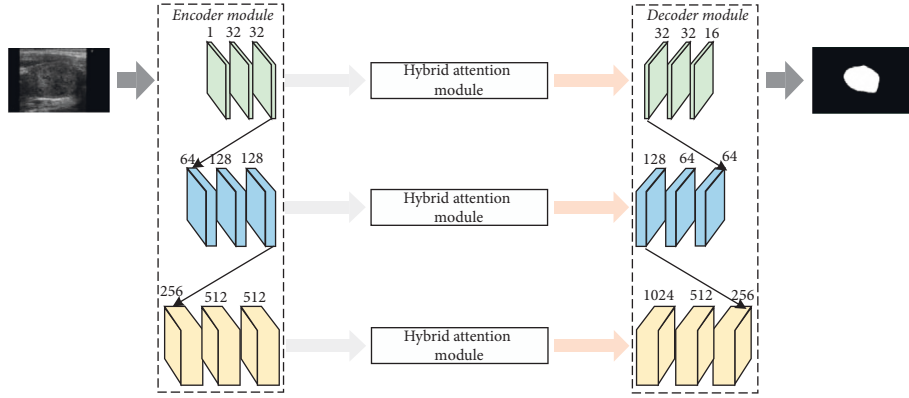 Encoder module
Decoder module
1 32 32
Hybrid attention
module
32 32 16
64 128 128
Hybrid attention
module
128 64 64
256 512 512
Hybrid attention
module
1024 512 256